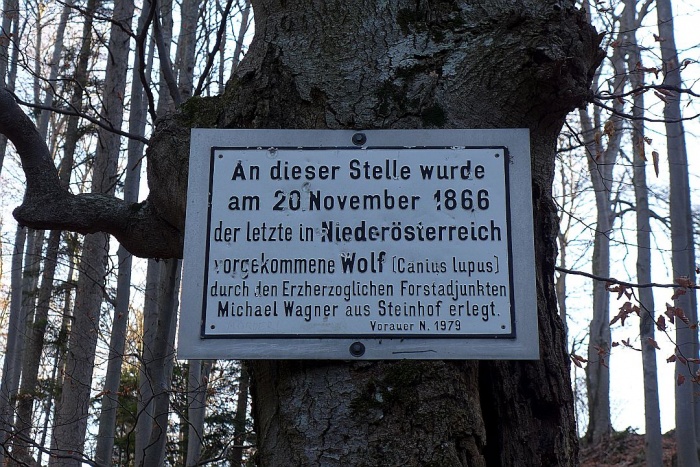 An dieser Stelle wurde
am 20.November 1866
der letzte in Niederösterreich
vorgekommene Wolf (Canius lupus)
durch den Erzherzoglichen Forstadjunkten
Michael Wagner aus Steinhof erlegt.
Vorauer N. 1979